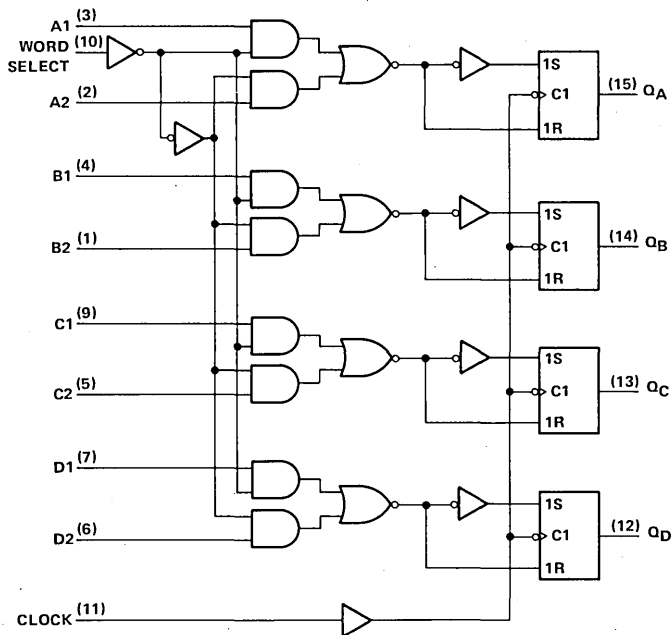 A1 (3)
WORD (10)
SELECT
A2 (2)
1S
C1
1R
(15) QA
B1 (4)
B2 (1)
1S
C1
1R
(14) QB
C1 (9)
C2 (5)
1S
C1
1R
(13) QC
D1 (7)
D2 (6)
1S
C1
1R
(12) QD
CLOCK (11)